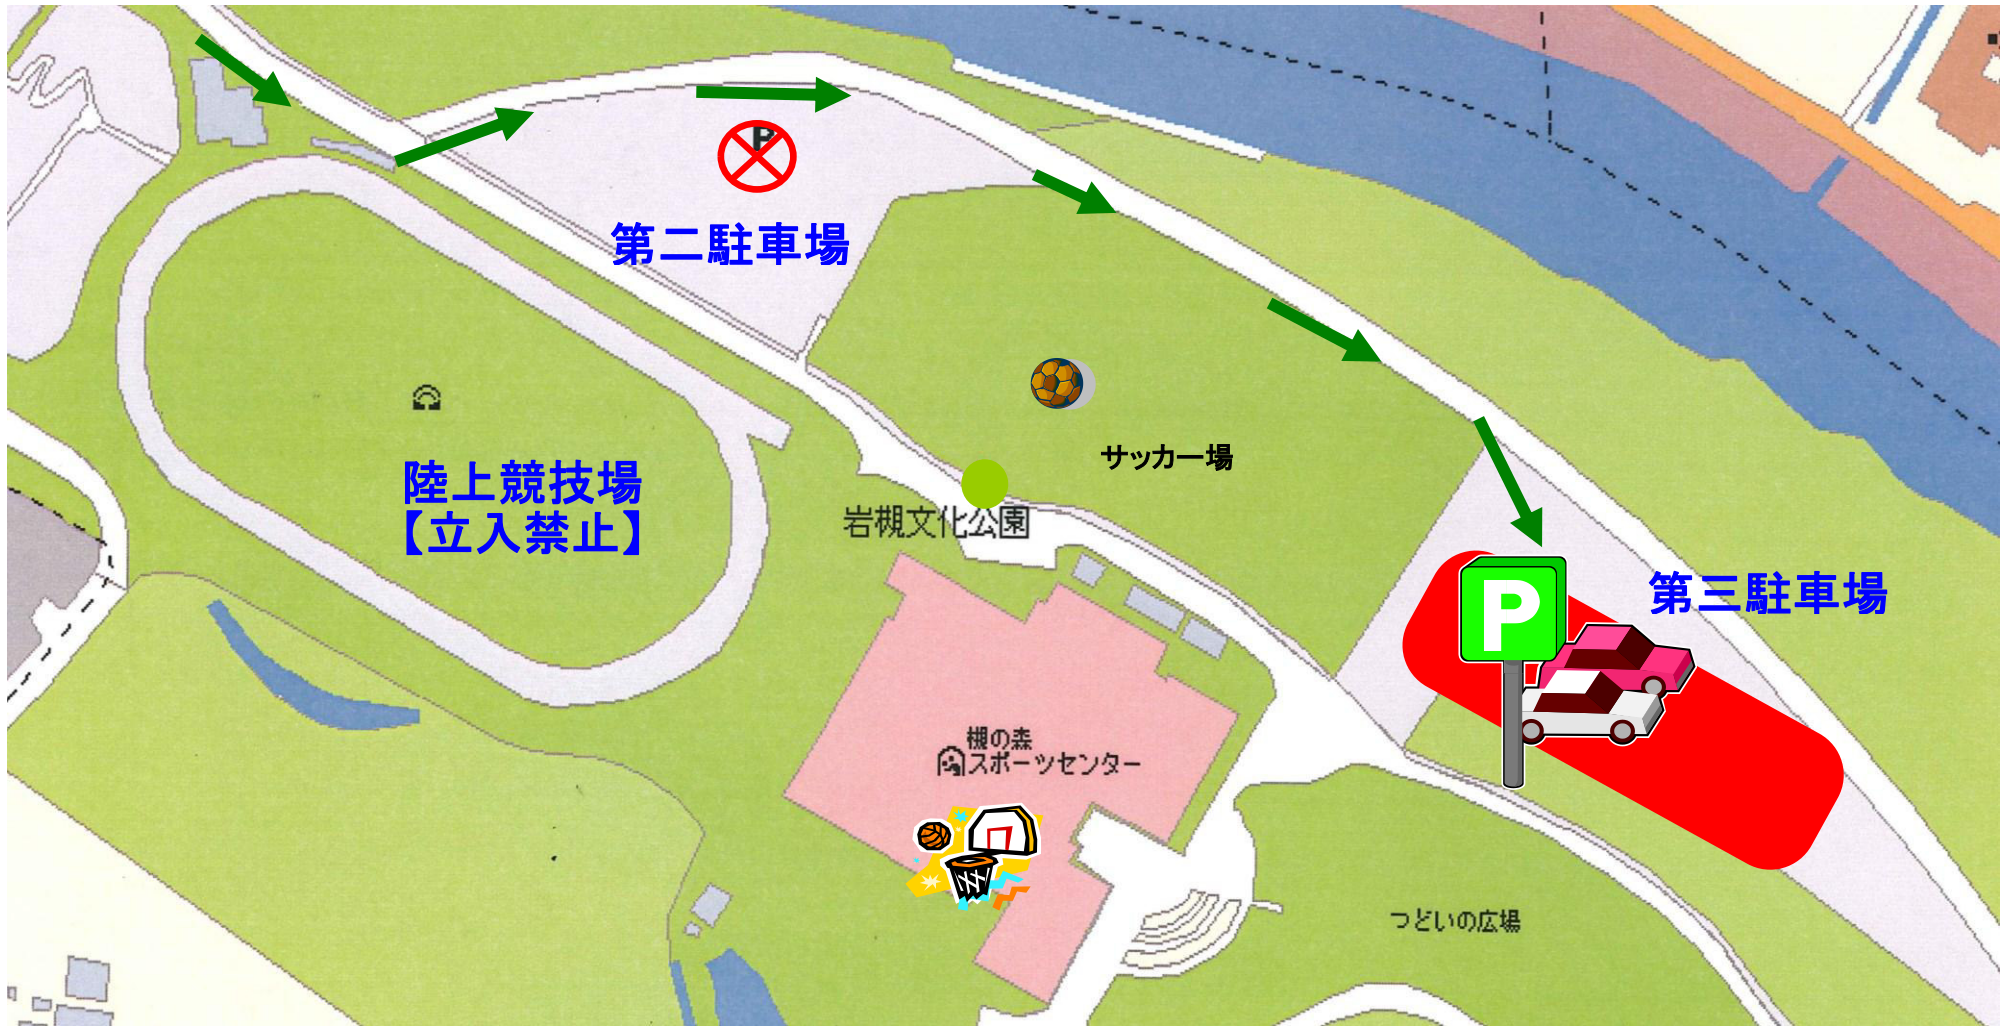 P
第二駐車場
サッカー場
陸上競技場
【立入禁止】
岩槻文化公園
P
第三駐車場
槻の森
スポーツセンター
つどいの広場